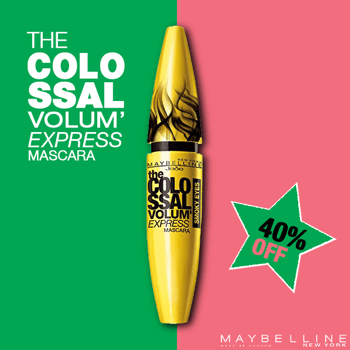 THE
COLO
SSAL
VOLUM'
EXPRESS
MASCARA
MAYBELLINE
the
COLO
SSAL
VOLUM'
EXPRESS
MASCARA
SMOKY EYES
40%
OFF
MAYBELLINE
NEW YORK